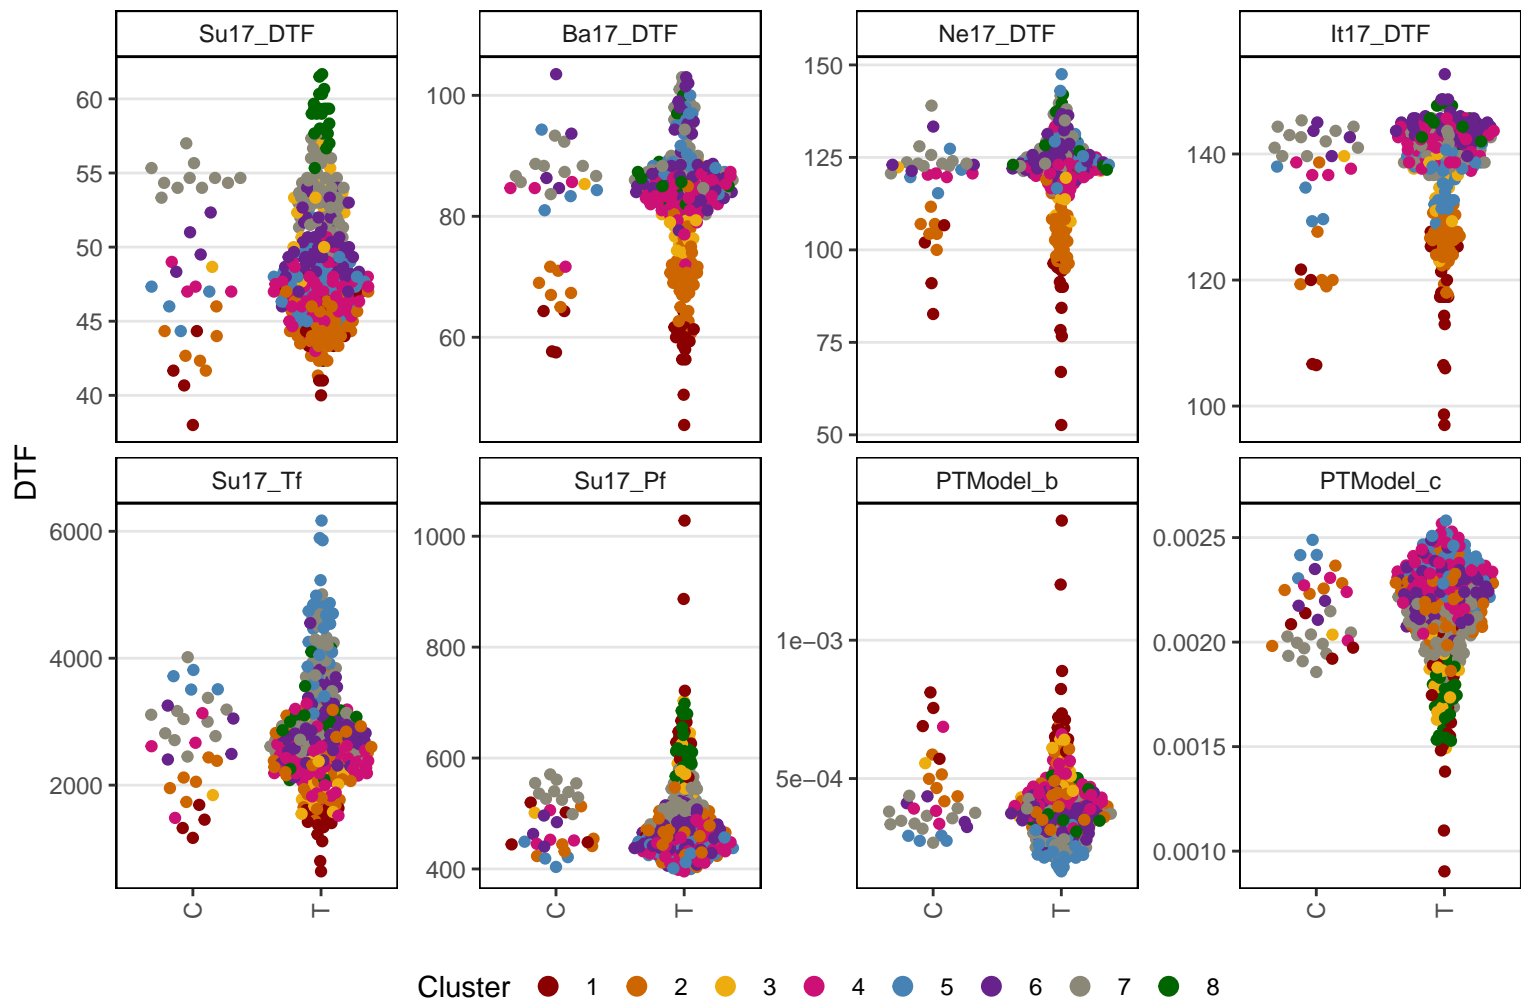 Su17_DTF
Ba17_DTF
Ne17_DTF
It17_DTF
60
55
50
45
40
100
80
60
150
125
100
75
50
140
120
100
DTF
Su17_Tf
Su17_Pf
PTModel_b
PTModel_c
6000
4000
2000
1000
800
600
400
1e−03
5e−04
0.0025
0.0020
0.0015
0.0010
C
T
C
T
C
T
C
T
Cluster 1 2 3 4 5 6 7 8